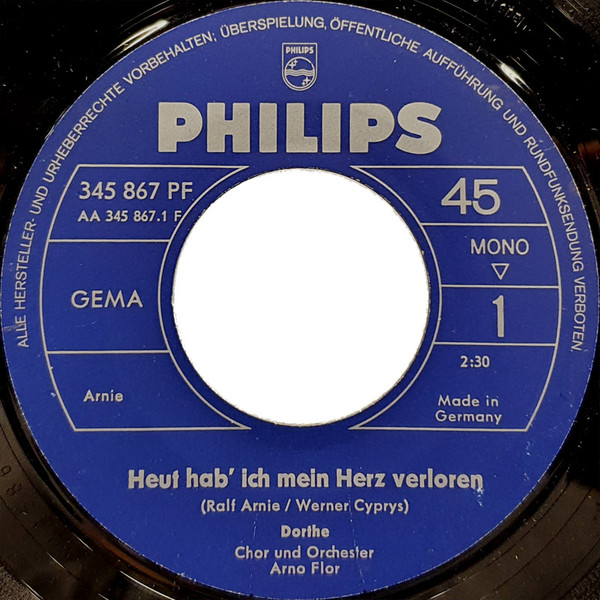 ALLE HERSTELLER- UND URHEBERRECHTE VORBEHALTEN; ÜBERSPIELUNG, ÖFFENTLICHE AUFFÜHRUNG UND RUNDFUNKSENDUNG VERBOTEN.
PHILIPS
PHILIPS
345 867 PF
AA 345 867.1 F
45
MONO
GEMA
1
2:30
Arnie
Made in
Germany
Heut hab' ich mein Herz verloren
(Ralf Arnie / Werner Cyprys)
Dorthe
Chor und Orchester
Arno Flor